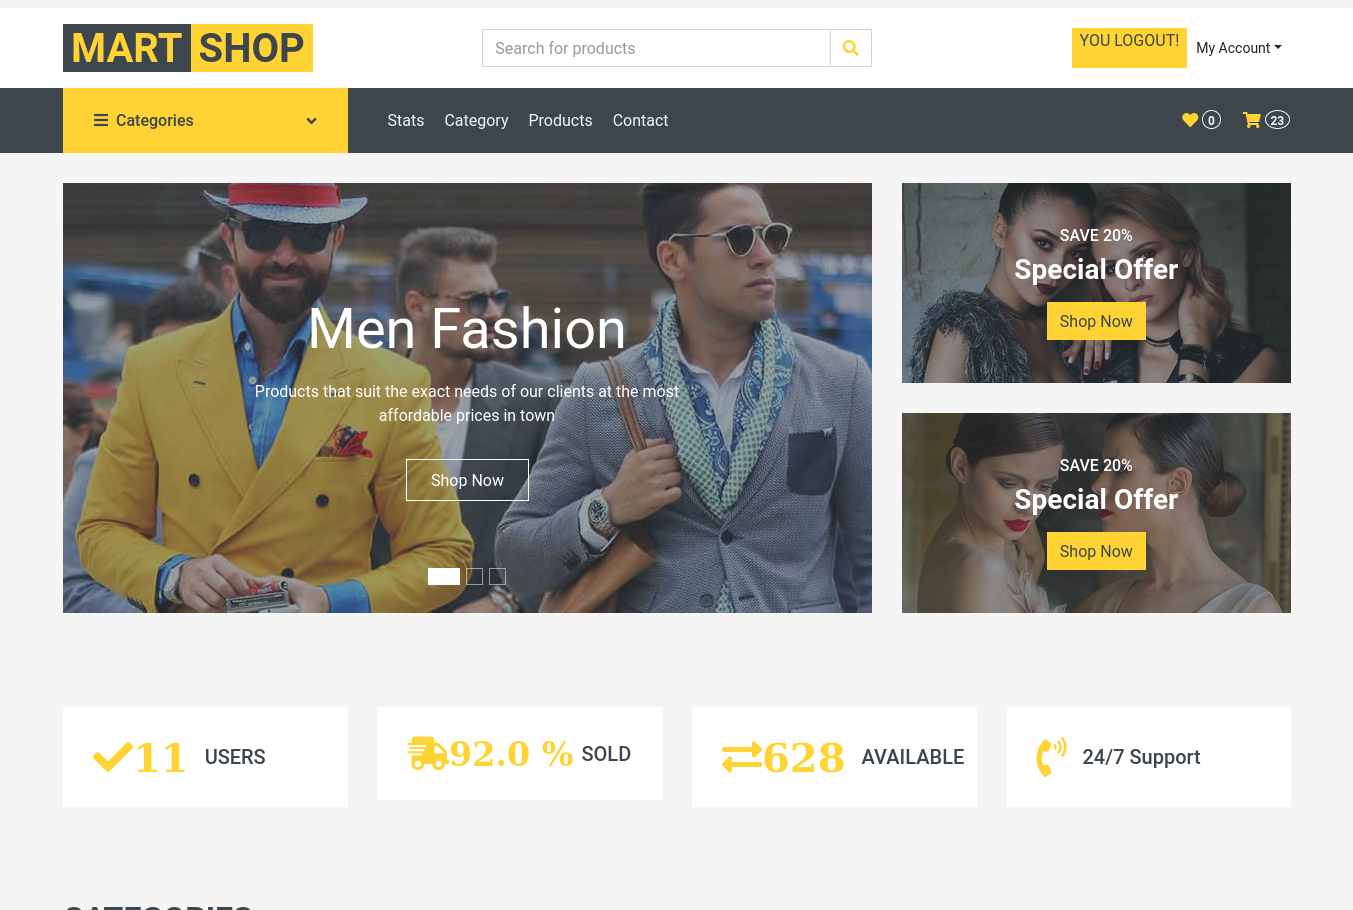 MART SHOP
Search for products
YOU LOGOUT!
My Account
Categories
Stats
Category
Products
Contact
0
23
Men Fashion
Products that suit the exact needs of our clients at the most
affordable prices in town
Shop Now
SAVE 20%
Special Offer
Shop Now
SAVE 20%
Special Offer
Shop Now
11 USERS
92.0 % SOLD
628 AVAILABLE
24/7 Support
CATEGORIES